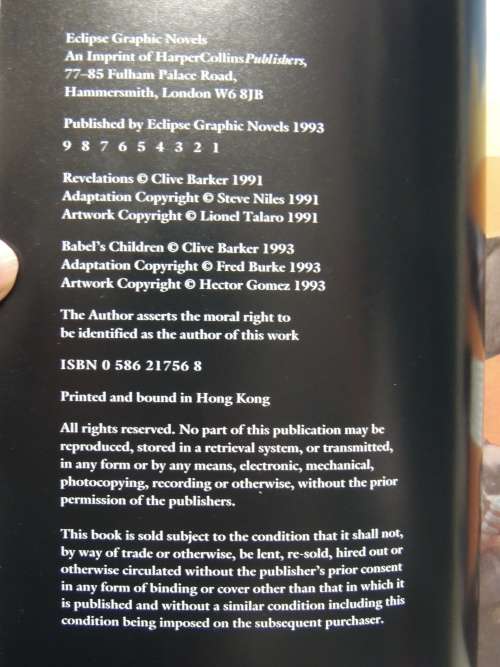 Eclipse Graphic Novels
An Imprint of HarperCollinsPublishers,
77–85 Fulham Palace Road,
Hammersmith, London W6 8JB
Published by Eclipse Graphic Novels 1993
9 8 7 6 5 4 3 2 1
Revelations © Clive Barker 1991
Adaptation Copyright © Steve Niles 1991
Artwork Copyright © Lionel Talaro 1991
Babel's Children © Clive Barker 1993
Adaptation Copyright © Fred Burke 1993
Artwork Copyright © Hector Gomez 1993
The Author asserts the moral right to
be identified as the author of this work
ISBN 0 586 21756 8
Printed and bound in Hong Kong
All rights reserved. No part of this publication may be
reproduced, stored in a retrieval system, or transmitted,
in any form or by any means, electronic, mechanical,
photocopying, recording or otherwise, without the prior
permission of the publishers.
This book is sold subject to the condition that it shall not,
by way of trade or otherwise, be lent, re-sold, hired out or
otherwise circulated without the publisher's prior consent
in any form of binding or cover other than that in which it
is published and without a similar condition including this
condition being imposed on the subsequent purchaser.